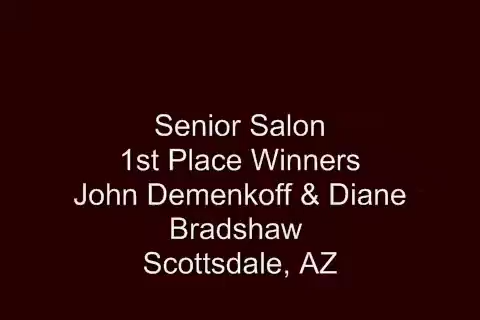 Senior Salon
1st Place Winners
John Demenkoff & Diane
Bradshaw
Scottsdale, AZ